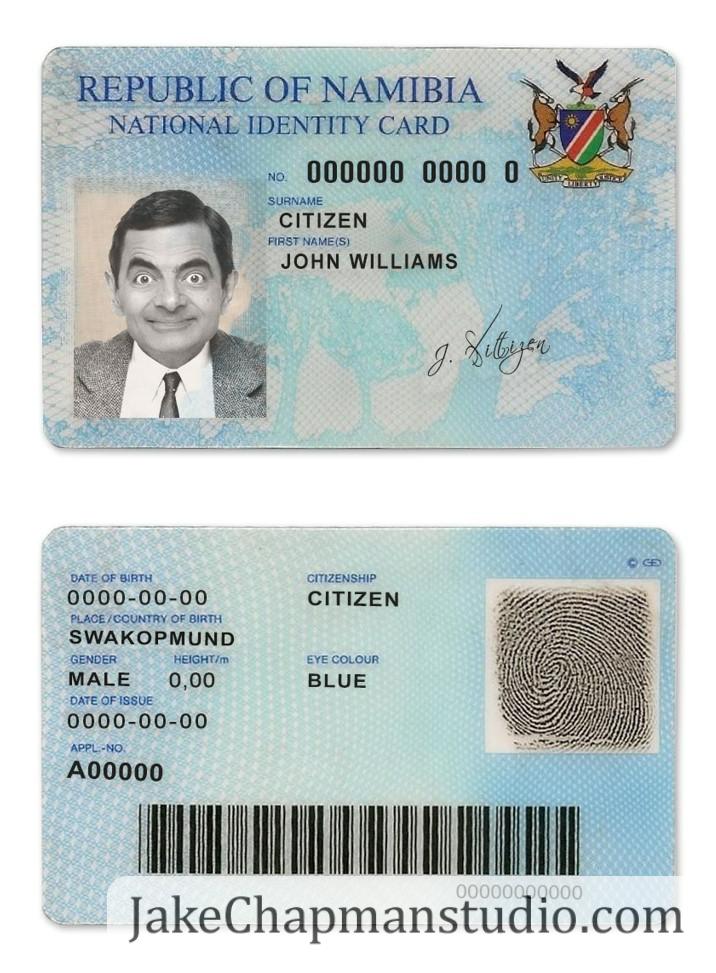 REPUBLIC OF NAMIBIA
NATIONAL IDENTITY CARD
NO. 000000 0000 0
SURNAME
CITIZEN
FIRST NAME(S)
JOHN WILLIAMS
UNITY LIBERTY JUSTICE
DATE OF BIRTH
0000-00-00
PLACE/COUNTRY OF BIRTH
SWAKOPMUND
GENDER HEIGHT/m
MALE 0,00
DATE OF ISSUE
0000-00-00
APPL.-NO.
A00000
CITIZENSHIP
CITIZEN
EYE COLOUR
BLUE
©
00000000000
JakeChapmanstudio.com